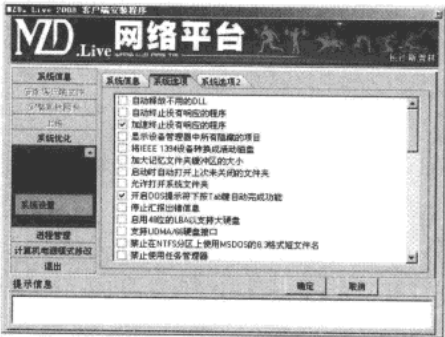 MZD. Live 2008 客户端安装程序
MZD.Live 网络平台
系统信息
系统优化
系统设置
进程管理
计算机电源模式修改
退出
系统信息 系统选项 系统选项2
自动释放不用的DLL
自动终止没有响应的程序
加速终止没有响应的程序
显示设备管理器中所有隐藏的项目
将IEEE 1394设备转换成活动磁盘
加大记忆文件夹缓冲区的大小
启动时自动打开上次未关闭的文件夹
允许打开系统文件夹
开启DOS提示符下按Tab键自动完成功能
停止汇报出错信息
启用48位的LBA以支持大硬盘
支持UDMA/66硬盘接口
禁止在NTFS分区上使用MSDOS的8.3格式短文件名
禁止使用任务管理器
提示信息
确定 取消